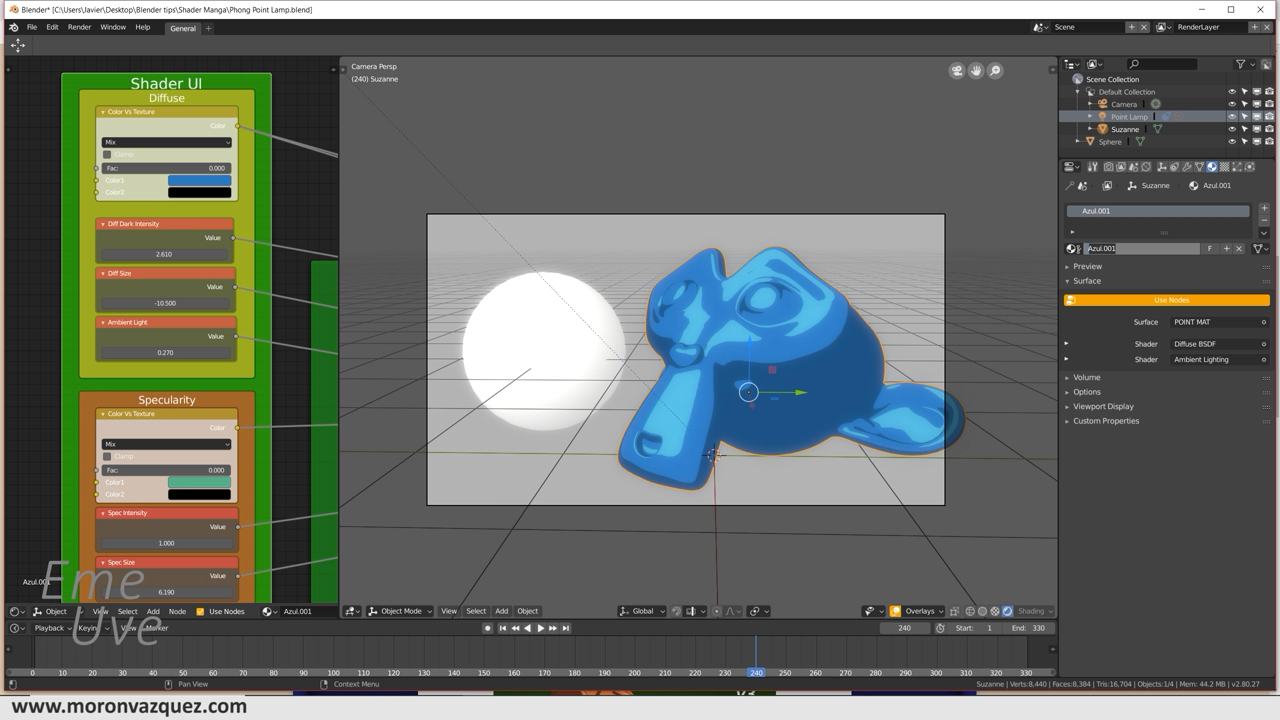 Blender* [C:\Users\Javier\Desktop\Blender tips\Shader Manga\Phong Point Lamp.blend]
File Edit Render Window Help General + Scene RenderLayer
Shader UI
Diffuse
Color Vs Texture
Color
Mix
Clamp
Fac: 0.000
Color1
Color2
Diff Dark Intensity
Value
2.610
Diff Size
Value
-10.500
Ambient Light
Value
0.270
Specularity
Color Vs Texture
Color
Mix
Clamp
Fac: 0.000
Color1
Color2
Spec Intensity
Value
1.000
Spec Size
Value
6.190
Azul.001
Eme
Uve
Object View Select Add Node Use Nodes Azul.001
Camera Persp
(240) Suzanne
Object Mode View Select Add Object Global Overlays Shading
Scene Collection
Default Collection
Camera
Point Lamp
Suzanne
Sphere
Suzanne Azul.001
Azul.001
Azul.001 F
Preview
Surface
Use Nodes
Surface POINT MAT
Shader Diffuse BSDF
Shader Ambient Lighting
Volume
Options
Viewport Display
Custom Properties
Playback Keying View Marker 240 Start: 1 End: 330
0 10 20 30 40 50 60 70 80 90 100 110 120 130 140 150 160 170 180 190 200 210 220 230 240 250 260 270 280 290 300 310 320 330
Pan View Context Menu Suzanne | Verts:8,440 | Faces:8,384 | Tris:16,704 | Objects:1/4 | Mem: 44.2 MB | v2.80.27
www.moronvazquez.com